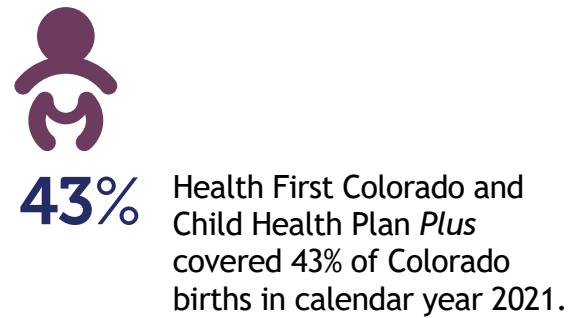 43%
Health First Colorado and
Child Health Plan Plus
covered 43% of Colorado
births in calendar year 2021.